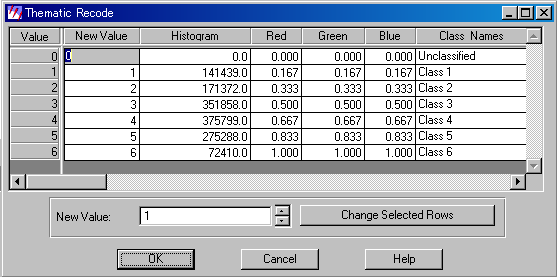 Thematic Recode
Value New Value Histogram Red Green Blue Class Names
0 0 0.0 0.000 0.000 0.000 Unclassified
1 1 141439.0 0.167 0.167 0.167 Class 1
2 2 171372.0 0.333 0.333 0.333 Class 2
3 3 351858.0 0.500 0.500 0.500 Class 3
4 4 375799.0 0.667 0.667 0.667 Class 4
5 5 275288.0 0.833 0.833 0.833 Class 5
6 6 72410.0 1.000 1.000 1.000 Class 6
New Value: 1 Change Selected Rows
OK Cancel Help